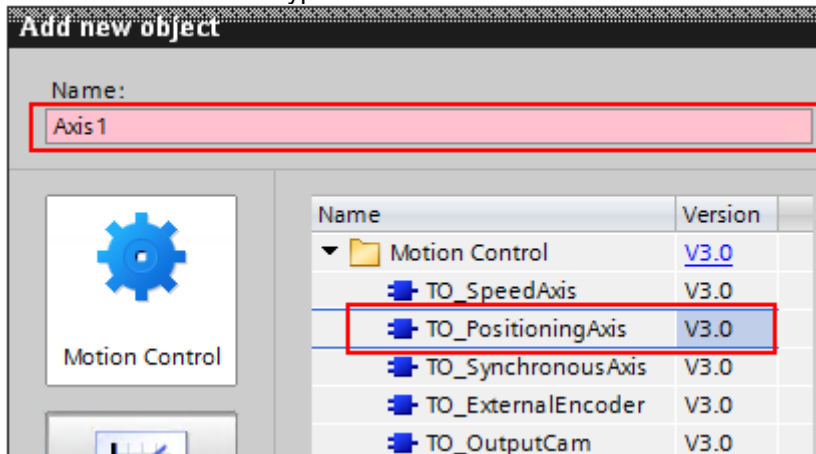 Add new object
Name:
Axis1
Name Version
Motion Control V3.0
TO_SpeedAxis V3.0
TO_PositioningAxis V3.0
Motion Control
TO_SynchronousAxis V3.0
TO_ExternalEncoder V3.0
TO_OutputCam V3.0